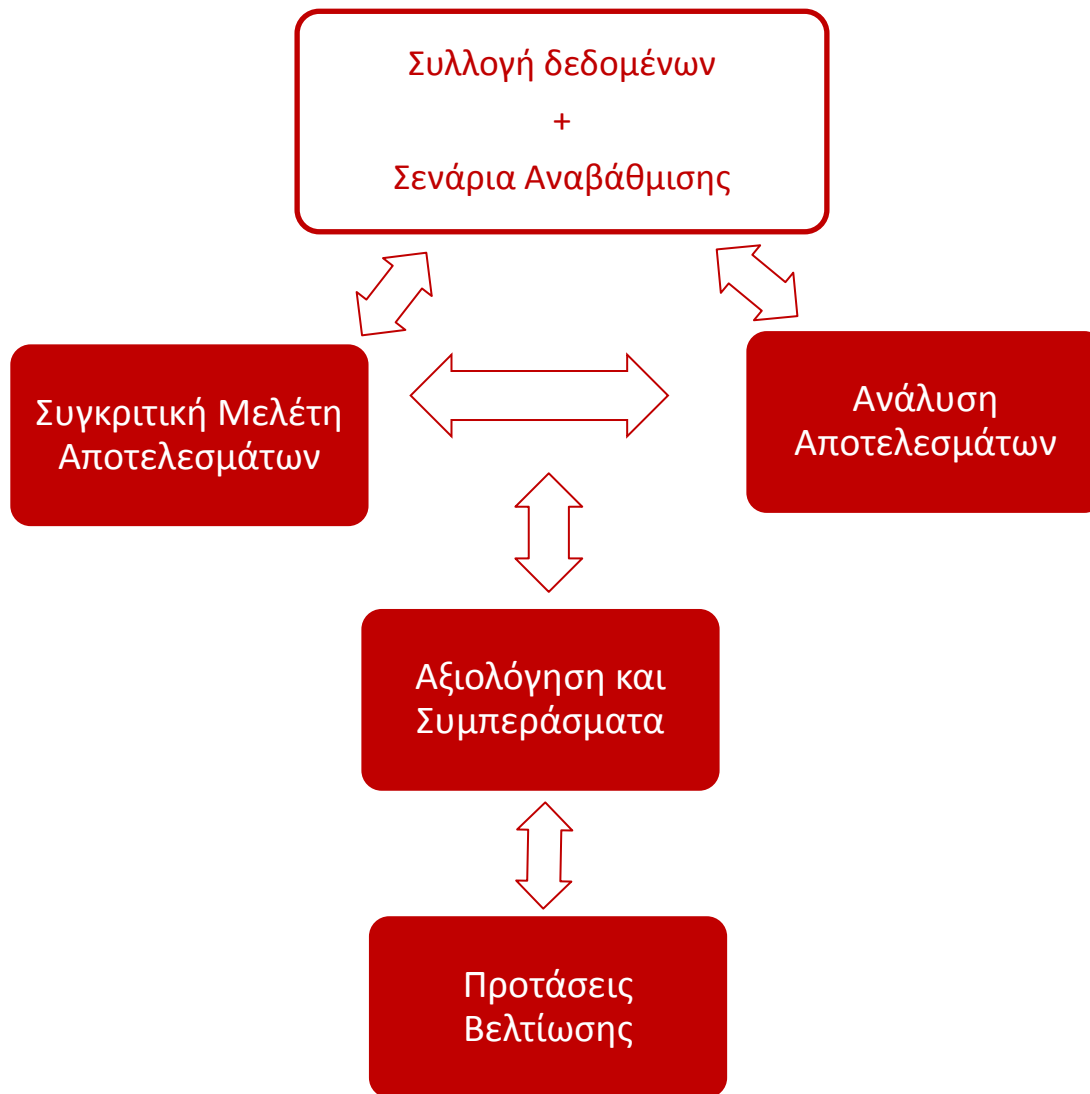 Συλλογή δεδομένων
+
Σενάρια Αναβάθμισης
Συγκριτική Μελέτη
Αποτελεσμάτων
Ανάλυση
Αποτελεσμάτων
Αξιολόγηση και
Συμπεράσματα
Προτάσεις
Βελτίωσης